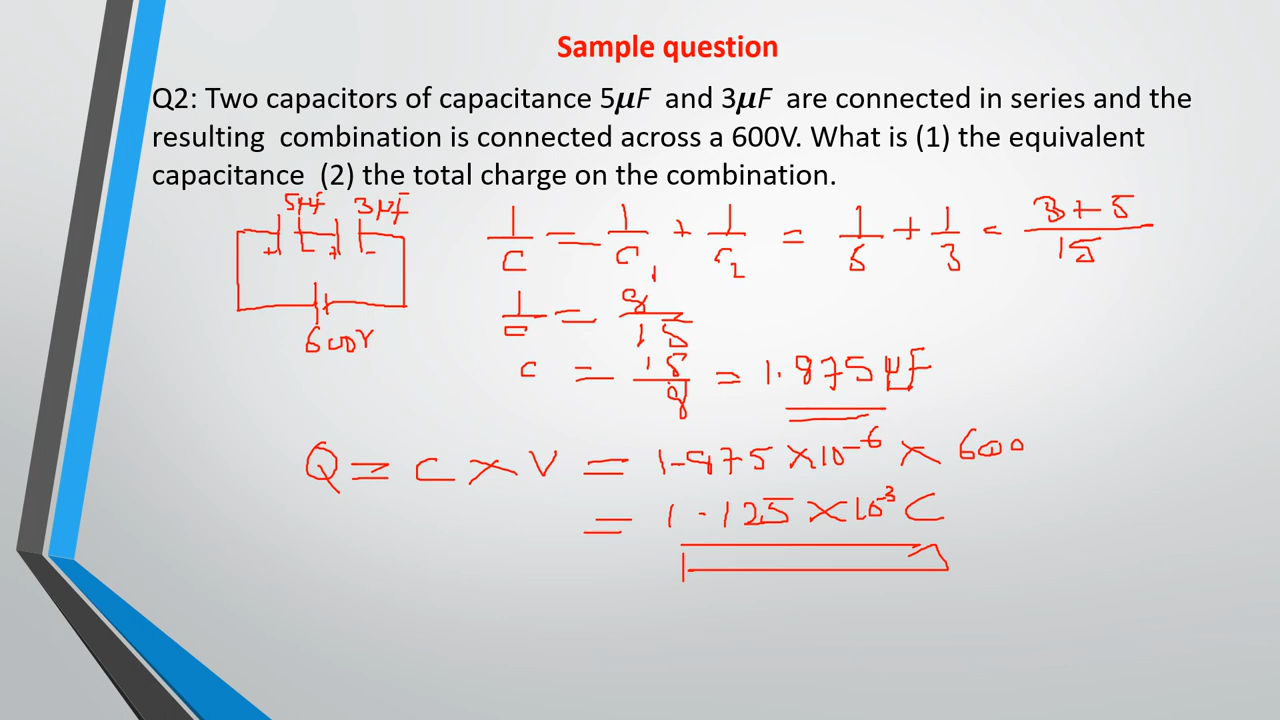 Sample question
Q2: Two capacitors of capacitance 5μF and 3μF are connected in series and the
resulting combination is connected across a 600V. What is (1) the equivalent
capacitance (2) the total charge on the combination.
5μF 3μF
+ - + -
600V
1/C = 1/C₁ + 1/C₂ = 1/5 + 1/3 = (3+5)/15
1/C = 8/15
C = 15/8 = 1.875μF
Q = C × V = 1.875 × 10⁻⁶ × 600
= 1.125 × 10⁻³ C